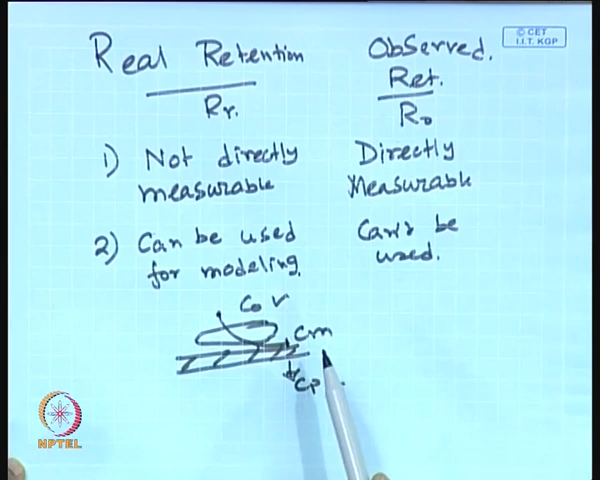 Real Retention
Rr.
1) Not directly
measurable
2) Can be used
for modeling.
Observed.
Ret.
Ro
Directly
Measurable
Can't be
used.
Co
Cm
Cp
© CET
I.I.T. KGP
NPTEL